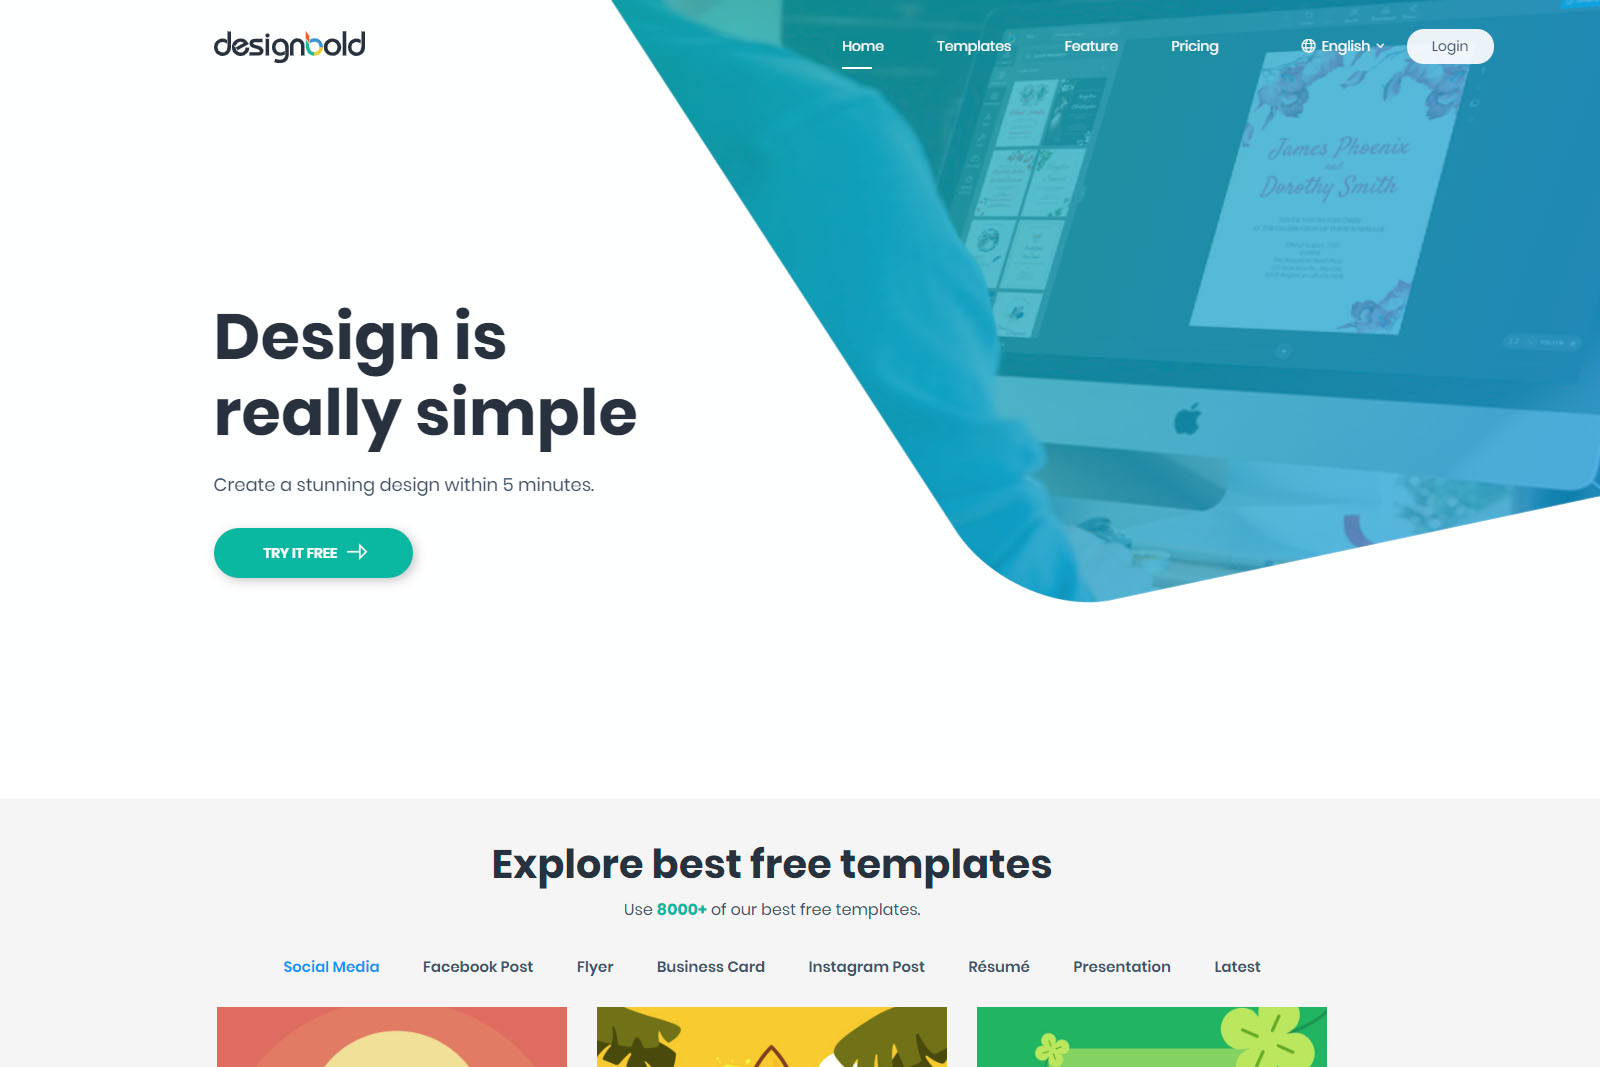 designbold
Home Templates Feature Pricing English Login
James Phoenix
and
Dorothy Smith
Design is
really simple
Create a stunning design within 5 minutes.
TRY IT FREE
Explore best free templates
Use 8000+ of our best free templates.
Social Media Facebook Post Flyer Business Card Instagram Post Résumé Presentation Latest